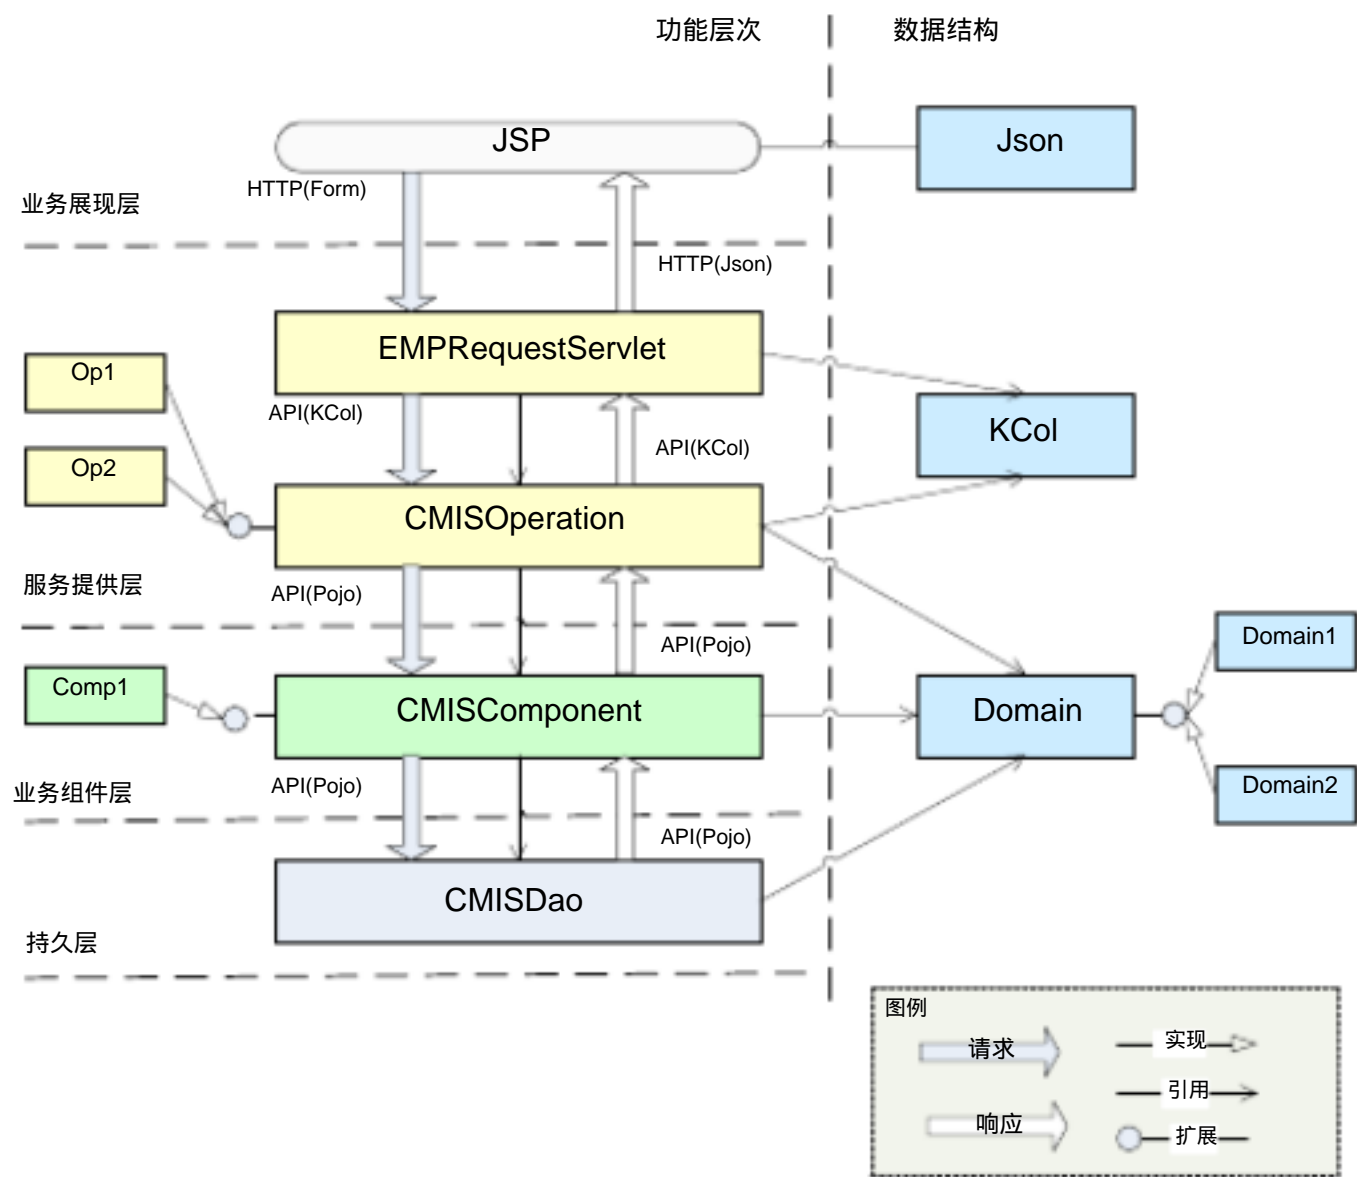 功能层次
数据结构
JSP
Json
HTTP(Form)
业务展现层
HTTP(Json)
EMPRequestServlet
Op1
API(KCol)
KCol
API(KCol)
Op2
CMISOperation
服务提供层
API(Pojo)
API(Pojo)
Domain1
Comp1
CMISComponent
Domain
业务组件层
API(Pojo)
Domain2
API(Pojo)
CMISDao
持久层
图例
请求
实现
引用
响应
扩展